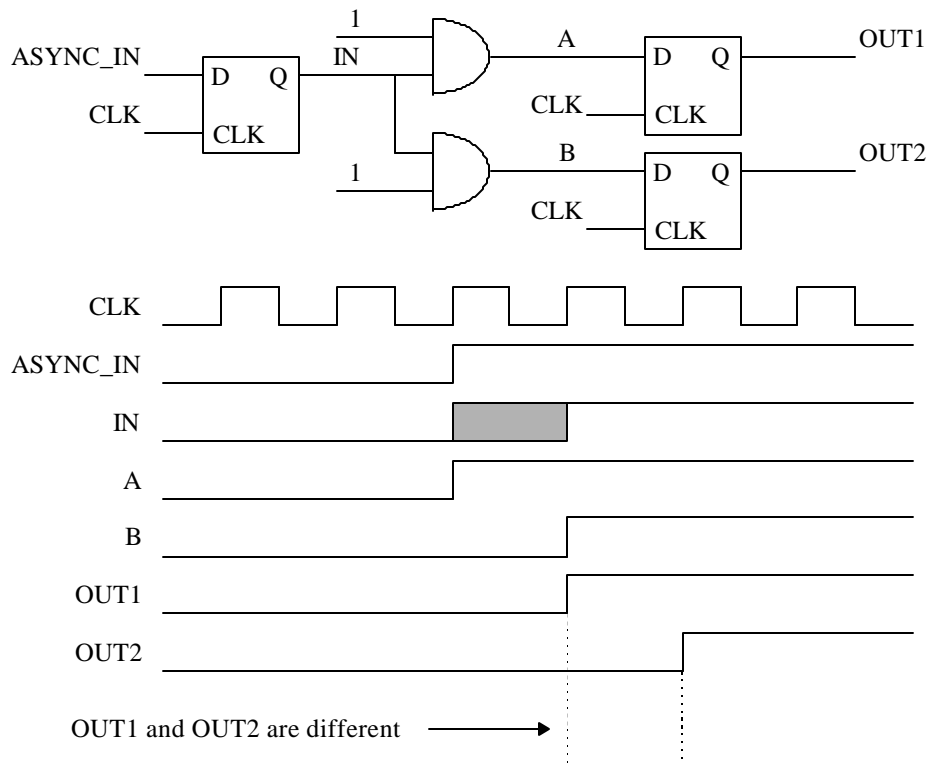 1
ASYNC_IN
IN
A
OUT1
D Q
D Q
CLK
CLK
CLK
CLK
1
B
OUT2
D Q
CLK
CLK
CLK
ASYNC_IN
IN
A
B
OUT1
OUT2
OUT1 and OUT2 are different